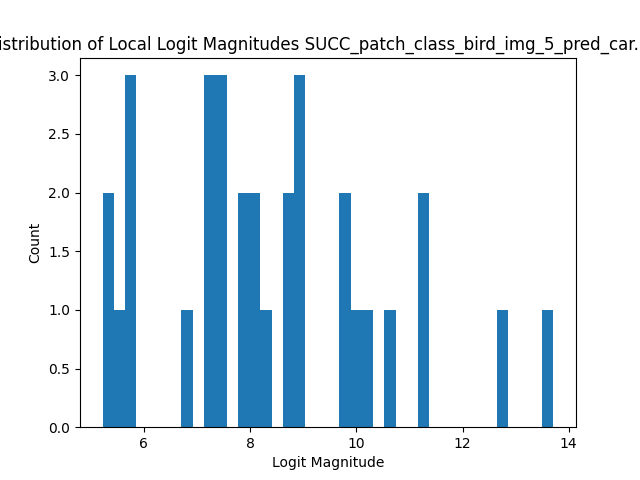 istribution of Local Logit Magnitudes SUCC_patch_class_bird_img_5_pred_car.
3.0
2.5
2.0
1.5
1.0
0.5
0.0
Count
6 8 10 12 14
Logit Magnitude